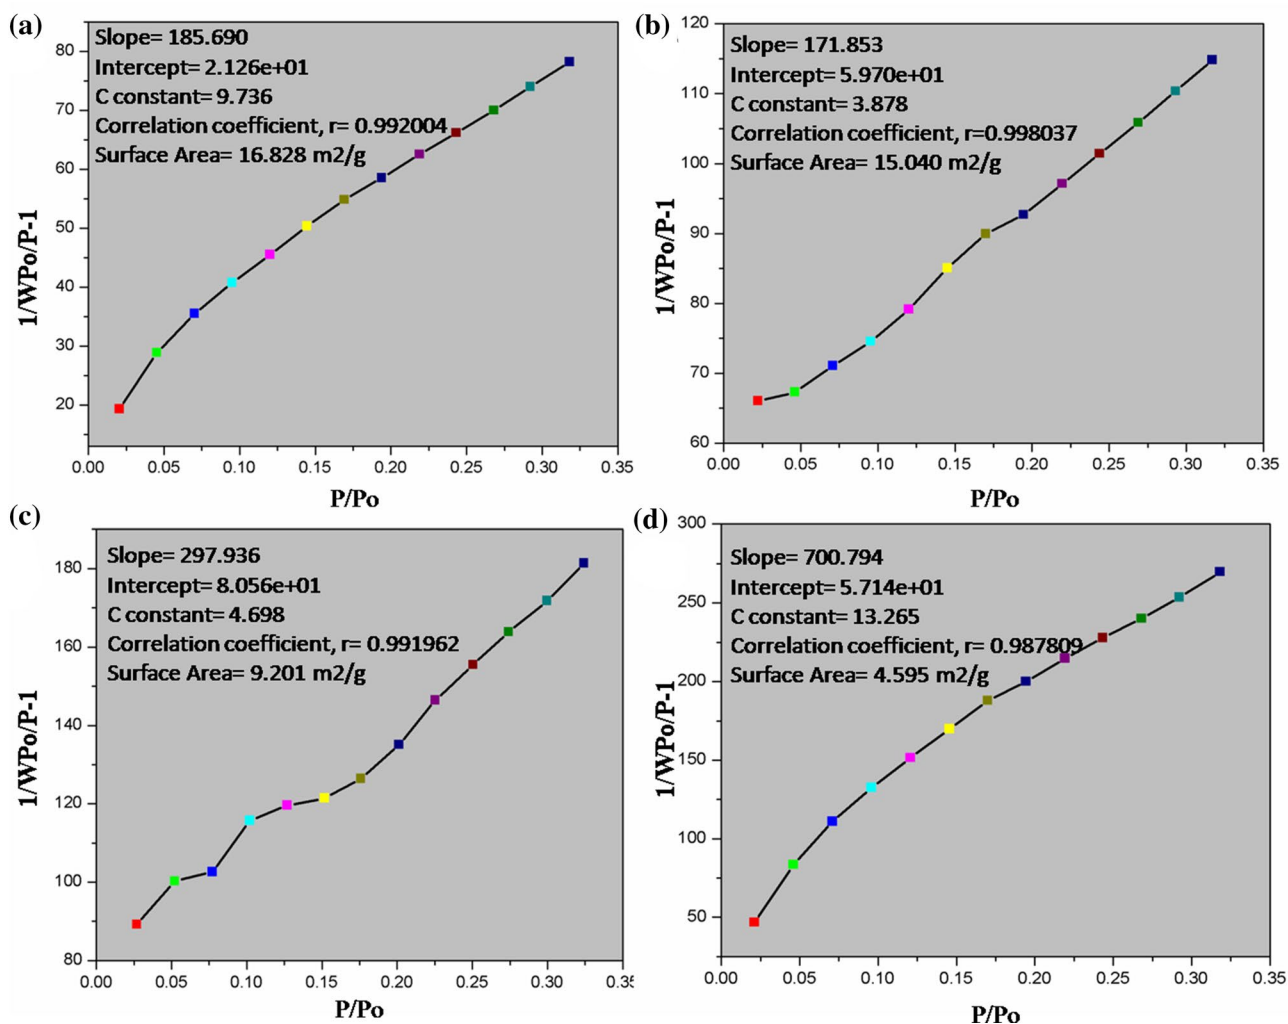 (a)
Slope= 185.690
Intercept= 2.126e+01
C constant= 9.736
Correlation coefficient, r= 0.992004
Surface Area= 16.828 m2/g
80
70
60
50
40
30
20
0.00 0.05 0.10 0.15 0.20 0.25 0.30 0.35
1/WPo/P-1
P/Po
(b)
Slope= 171.853
Intercept= 5.970e+01
C constant= 3.878
Correlation coefficient, r=0.998037
Surface Area= 15.040 m2/g
120
110
100
90
80
70
60
0.00 0.05 0.10 0.15 0.20 0.25 0.30 0.35
1/WPo/P-1
P/Po
(c)
Slope= 297.936
Intercept= 8.056e+01
C constant= 4.698
Correlation coefficient, r= 0.991962
Surface Area= 9.201 m2/g
180
160
140
120
100
80
0.00 0.05 0.10 0.15 0.20 0.25 0.30 0.35
1/WPo/P-1
P/Po
(d)
Slope= 700.794
Intercept= 5.714e+01
C constant= 13.265
Correlation coefficient, r= 0.987809
Surface Area= 4.595 m2/g
300
250
200
150
100
50
0.00 0.05 0.10 0.15 0.20 0.25 0.30 0.35
1/WPo/P-1
P/Po